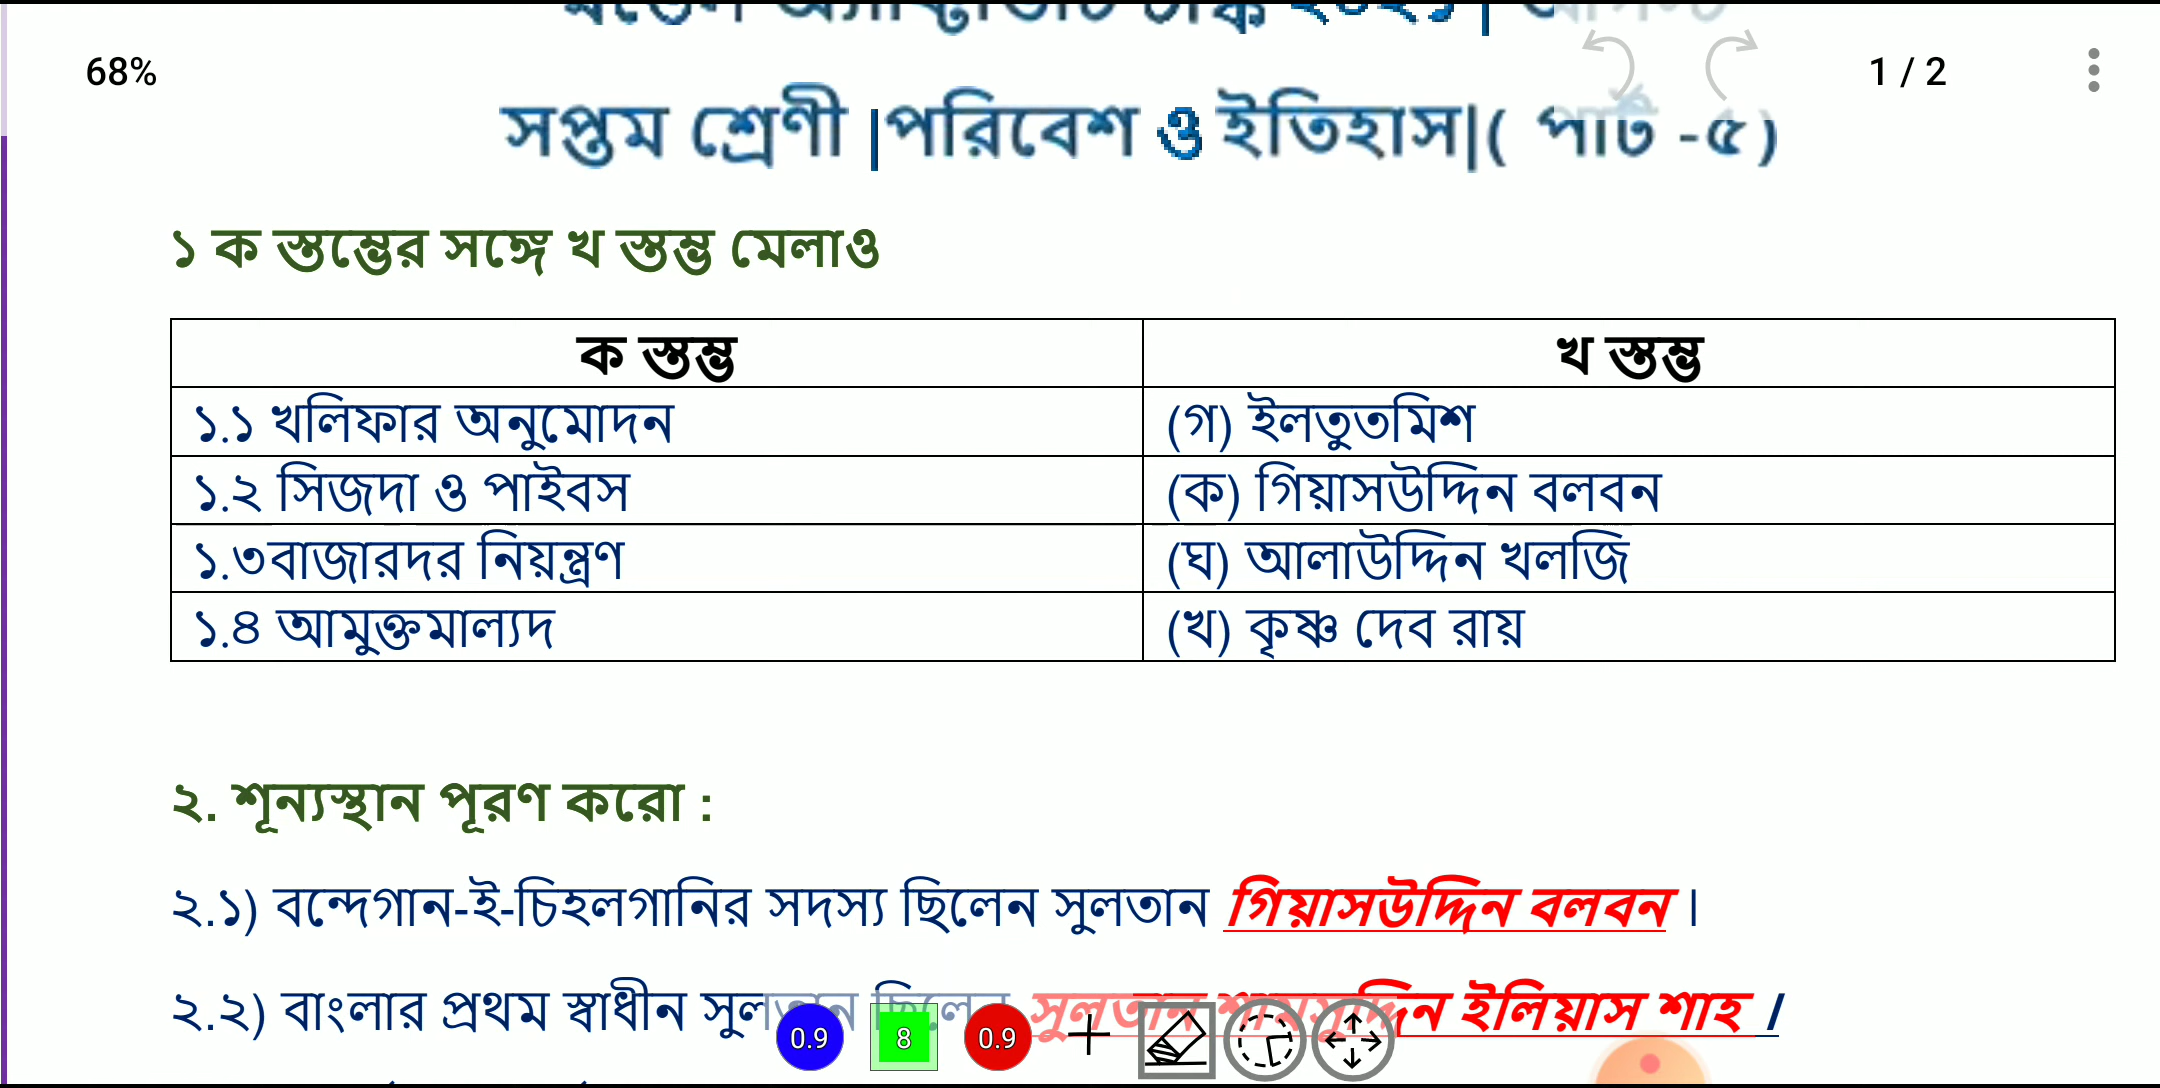 68%
1 / 2
সপ্তম শ্রেণী |পরিবেশ ও ইতিহাস|( পার্ট -৫)
১ ক স্তম্ভের সঙ্গে খ স্তম্ভ মেলাও
ক স্তম্ভ খ স্তম্ভ
১.১ খলিফার অনুমোদন (গ) ইলতুতমিশ
১.২ সিজদা ও পাইবস (ক) গিয়াসউদ্দিন বলবন
১.৩বাজারদর নিয়ন্ত্রণ (ঘ) আলাউদ্দিন খলজি
১.৪ আমুক্তমাল্যদ (খ) কৃষ্ণ দেব রায়
২. শূন্যস্থান পূরণ করো :
২.১) বন্দেগান-ই-চিহলগানির সদস্য ছিলেন সুলতান গিয়াসউদ্দিন বলবন ।
২.২) বাংলার প্রথম স্বাধীন সুলতান ছিলেন সুলতান শামসুদ্দিন ইলিয়াস শাহ ।
0.9 8 0.9